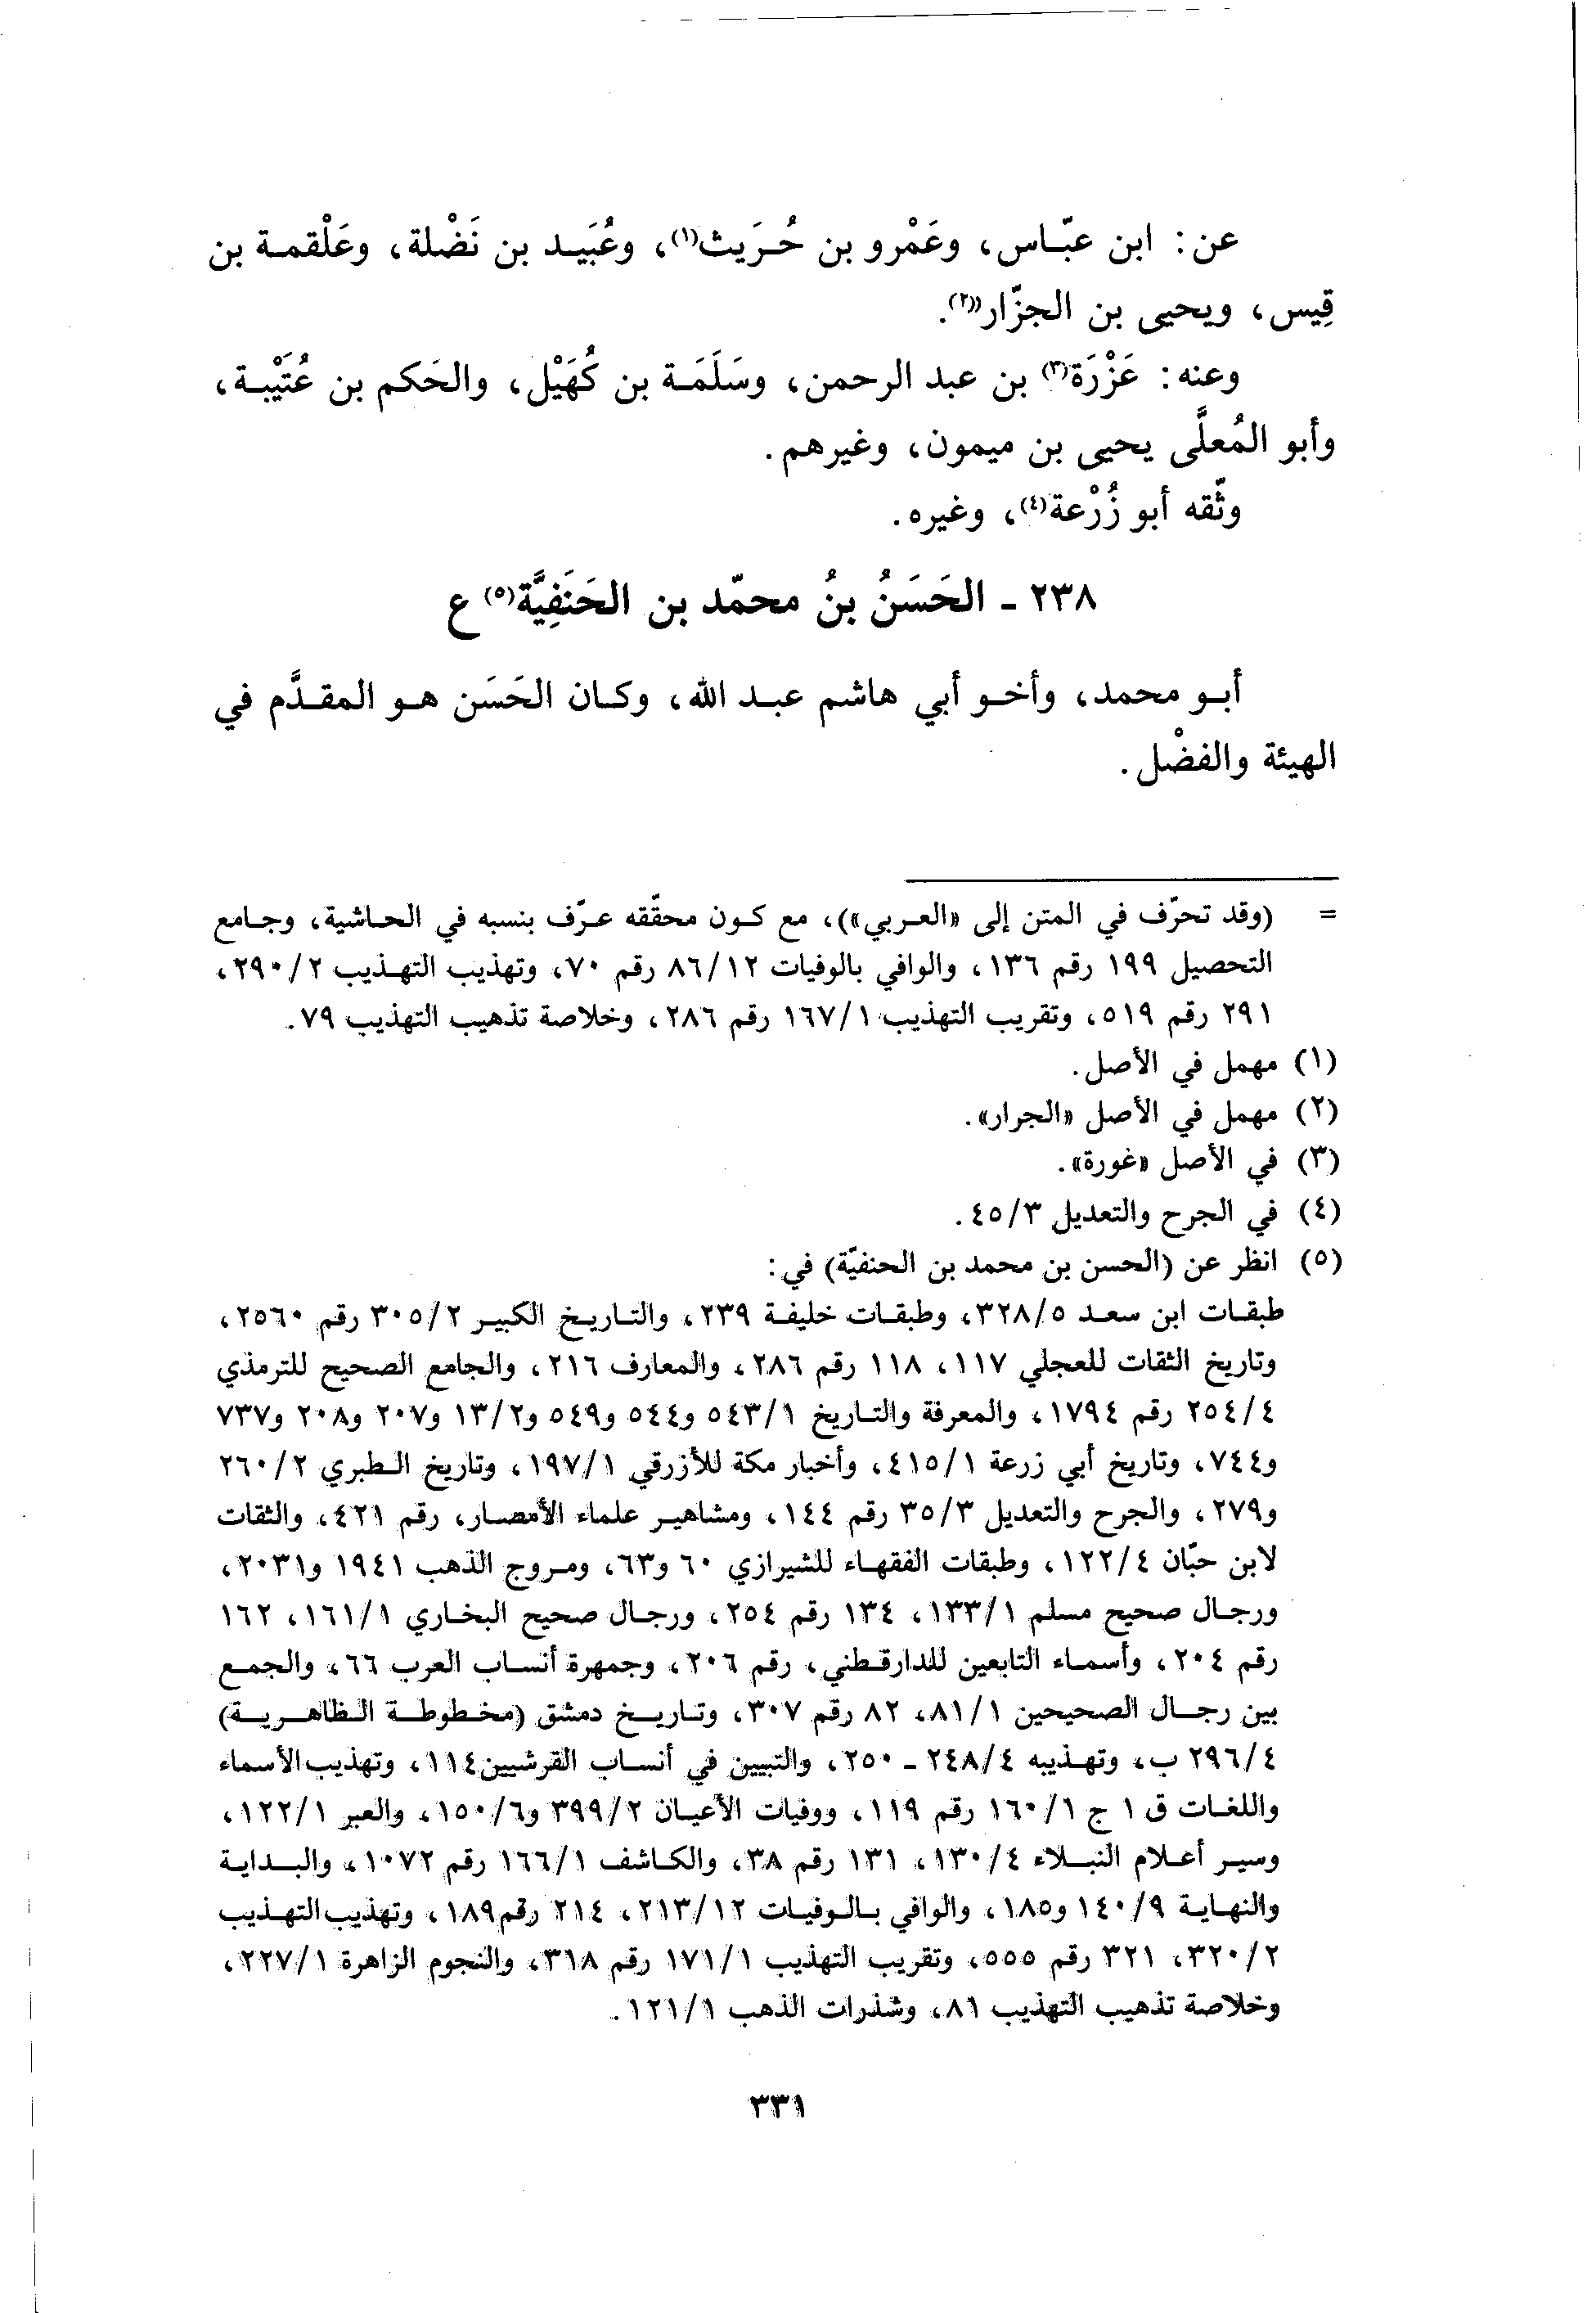 عن : ابن عبّاس، وعَمْرو بن حُرَيث(١)، وعُبَيد بن نَضْلة، وعَلْقمة بن
قِيس، ويحيى بن الجزّار(٢).
وعنه : عَزْرَة(٣) بن عبد الرحمن، وسَلَمَة بن كُهَيْل، والحَكم بن عُتَيْبة،
وأبو المُعلَّى يحيى بن ميمون، وغيرهم.
وثّقه أبو زُرْعة(٤)، وغيره.
٢٣٨ - الحَسَنُ بنُ محمّد بن الحَنَفِيَّة(٥) ع
أبو محمد، وأخو أبي هاشم عبد الله، وكان الحَسَن هو المقدَّم في
الهيئة والفضْل.
= (وقد تحرّف في المتن إلى «العربي»)، مع كون محقّقه عرّف بنسبه في الحاشية، وجامع
التحصيل ١٩٩ رقم ١٣٦، والوافي بالوفيات ٨٦/١٢ رقم ٧٠، وتهذيب التهذيب ٢٩٠/٢،
٢٩١ رقم ٥١٩، وتقريب التهذيب ١٦٧/١ رقم ٢٨٦، وخلاصة تذهيب التهذيب ٧٩.
(١) مهمل في الأصل.
(٢) مهمل في الأصل «الجرار».
(٣) في الأصل «غورة».
(٤) في الجرح والتعديل ٤٥/٣.
(٥) انظر عن (الحسن بن محمد بن الحنفيّة) في :
طبقات ابن سعد ٣٢٨/٥، وطبقات خليفة ٢٣٩، والتاريخ الكبير ٣٠٥/٢ رقم ٢٥٦٠،
وتاريخ الثقات للعجلي ١١٧، ١١٨ رقم ٢٨٦، والمعارف ٢١٦، والجامع الصحيح للترمذي
٢٥٤/٤ رقم ١٧٩٤، والمعرفة والتاريخ ٥٤٣/١ و٥٤٤ و٥٤٩ و١٣/٢ و٢٠٧ و٢٠٨ و٧٣٧
و٧٤٤، وتاريخ أبي زرعة ٤١٥/١، وأخبار مكة للأزرقي ١٩٧/١، وتاريخ الطبري ٢٦٠/٢
و٢٧٩، والجرح والتعديل ٣٥/٣ رقم ١٤٤، ومشاهير علماء الأمصار، رقم ٤٢١، والثقات
لابن حبّان ١٢٢/٤، وطبقات الفقهاء للشيرازي ٦٠ و٦٣، ومروج الذهب ١٩٤١ و٢٠٣١،
ورجال صحيح مسلم ١٣٣/١، ١٣٤ رقم ٢٥٤، ورجال صحيح البخاري ١٦١/١، ١٦٢
رقم ٢٠٤، وأسماء التابعين للدارقطني، رقم ٢٠٦، وجمهرة أنساب العرب ٦٦، والجمع
بين رجال الصحيحين ٨١/١، ٨٢ رقم ٣٠٧، وتاريخ دمشق (مخطوطة الظاهرية)
٢٩٦/٤ ب، وتهذيبه ٢٤٨/٤ - ٢٥٠، والتبيين في أنساب القرشيين ١١٤، وتهذيب الأسماء
واللغات ق ١ ج ١٦٠/١ رقم ١١٩، ووفيات الأعيان ٣٩٩/٢ و١٥٠/٦، والعبر ١٢٢/١،
وسير أعلام النبلاء ١٣٠/٤، ١٣١ رقم ٣٨، والكاشف ١٦٦/١ رقم ١٠٧٢، والبداية
والنهاية ١٤٠/٩ و١٨٥، والوافي بالوفيات ٢١٣/١٢، ٢١٤ رقم ١٨٩، وتهذيب التهذيب
٣٢٠/٢، ٣٢١ رقم ٥٥٥، وتقريب التهذيب ١٧١/١ رقم ٣١٨، والنجوم الزاهرة ٢٢٧/١،
وخلاصة تذهيب التهذيب ٨١، وشذرات الذهب ١٢١/١.
٣٣١